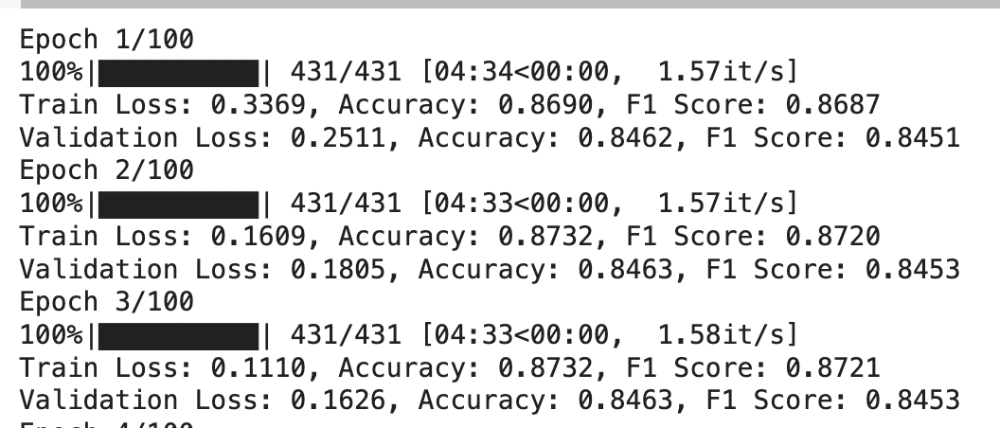 Epoch 1/100
100%|██████████| 431/431 [04:34<00:00,  1.57it/s]
Train Loss: 0.3369, Accuracy: 0.8690, F1 Score: 0.8687
Validation Loss: 0.2511, Accuracy: 0.8462, F1 Score: 0.8451
Epoch 2/100
100%|██████████| 431/431 [04:33<00:00,  1.57it/s]
Train Loss: 0.1609, Accuracy: 0.8732, F1 Score: 0.8720
Validation Loss: 0.1805, Accuracy: 0.8463, F1 Score: 0.8453
Epoch 3/100
100%|██████████| 431/431 [04:33<00:00,  1.58it/s]
Train Loss: 0.1110, Accuracy: 0.8732, F1 Score: 0.8721
Validation Loss: 0.1626, Accuracy: 0.8463, F1 Score: 0.8453
Epoch 4/100